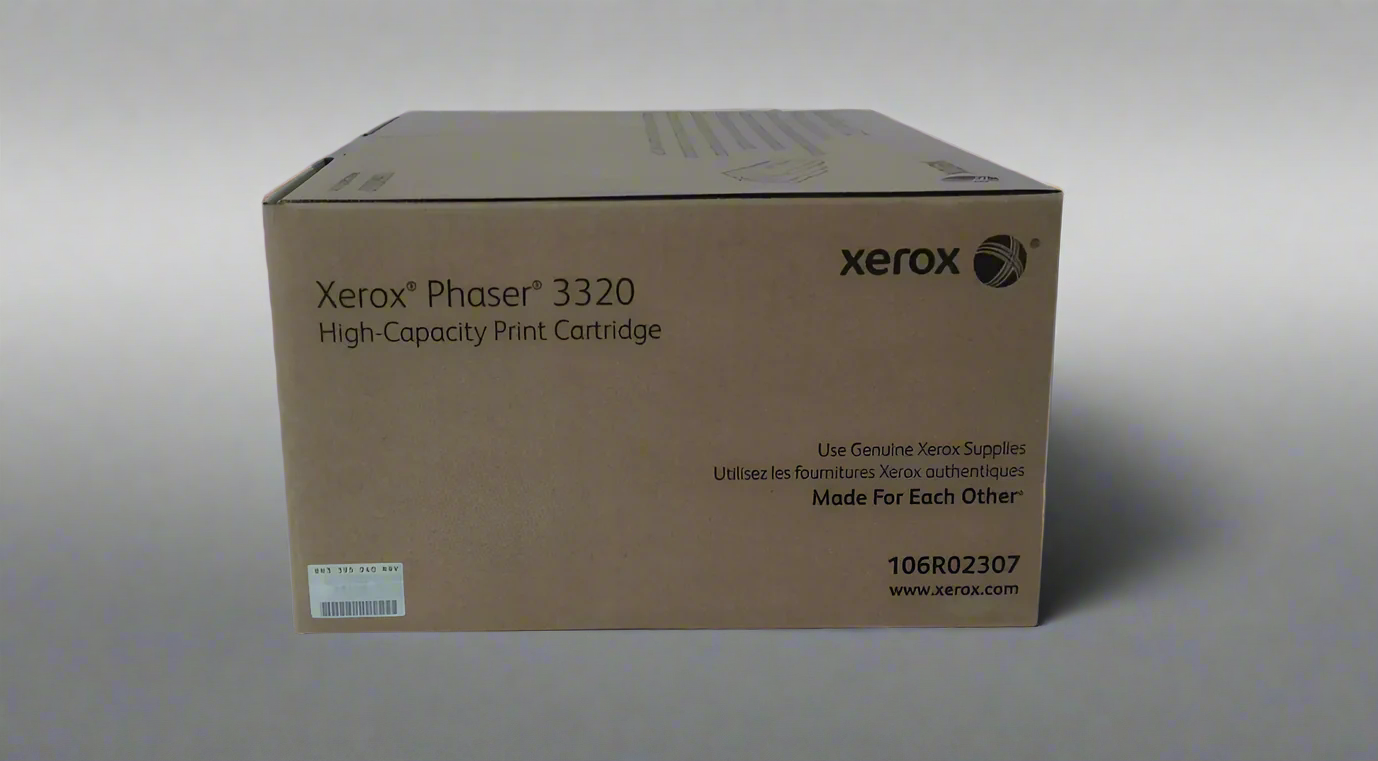 Xerox® Phaser® 3320
High-Capacity Print Cartridge
xerox
Use Genuine Xerox Supplies
Utilisez les fournitures Xerox authentiques
Made For Each Other®
106R02307
www.xerox.com